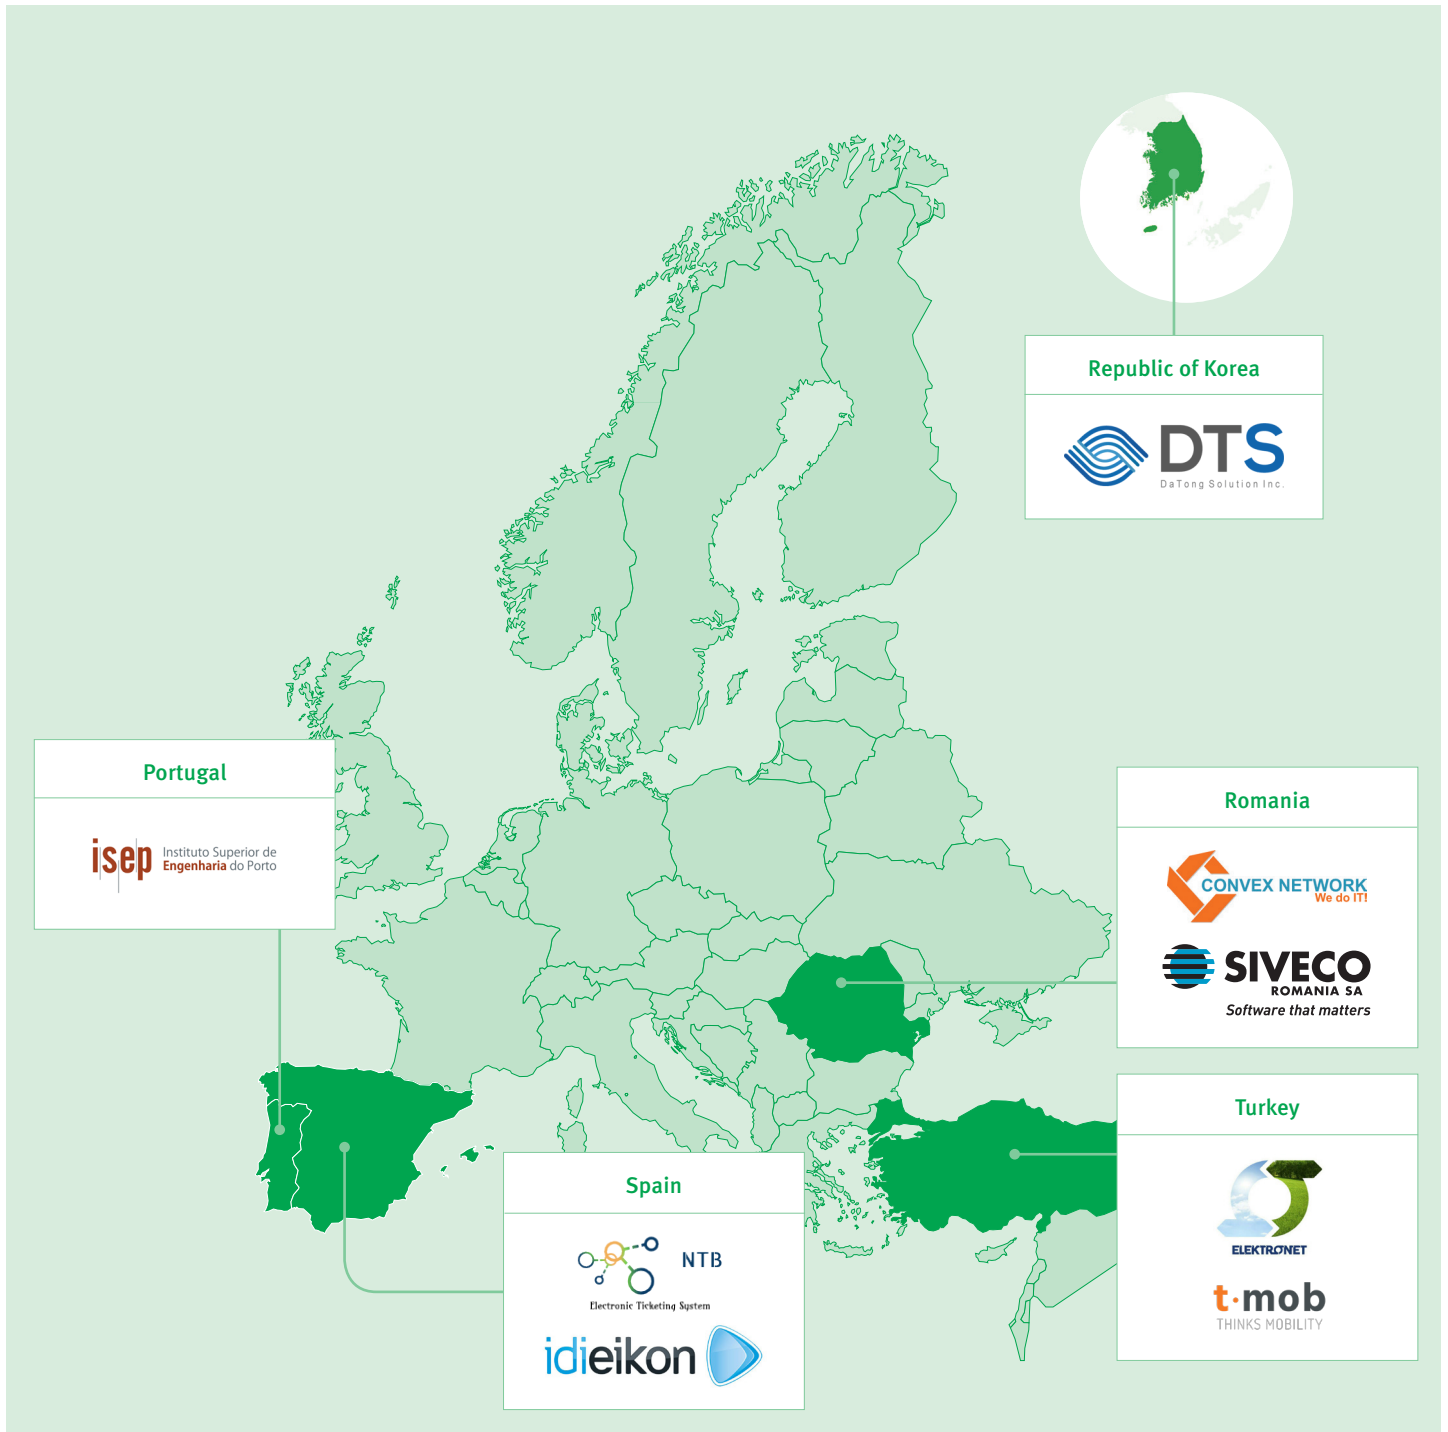 Republic of Korea
DTS
DaTong Solution Inc.
Portugal
isep
Instituto Superior de
Engenharia do Porto
Romania
CONVEX NETWORK
We do IT!
SIVECO
ROMANIA SA
Software that matters
Turkey
ELEKTRONET
t·mob
THINKS MOBILITY
Spain
NTB
Electronic Ticketing System
idieikon